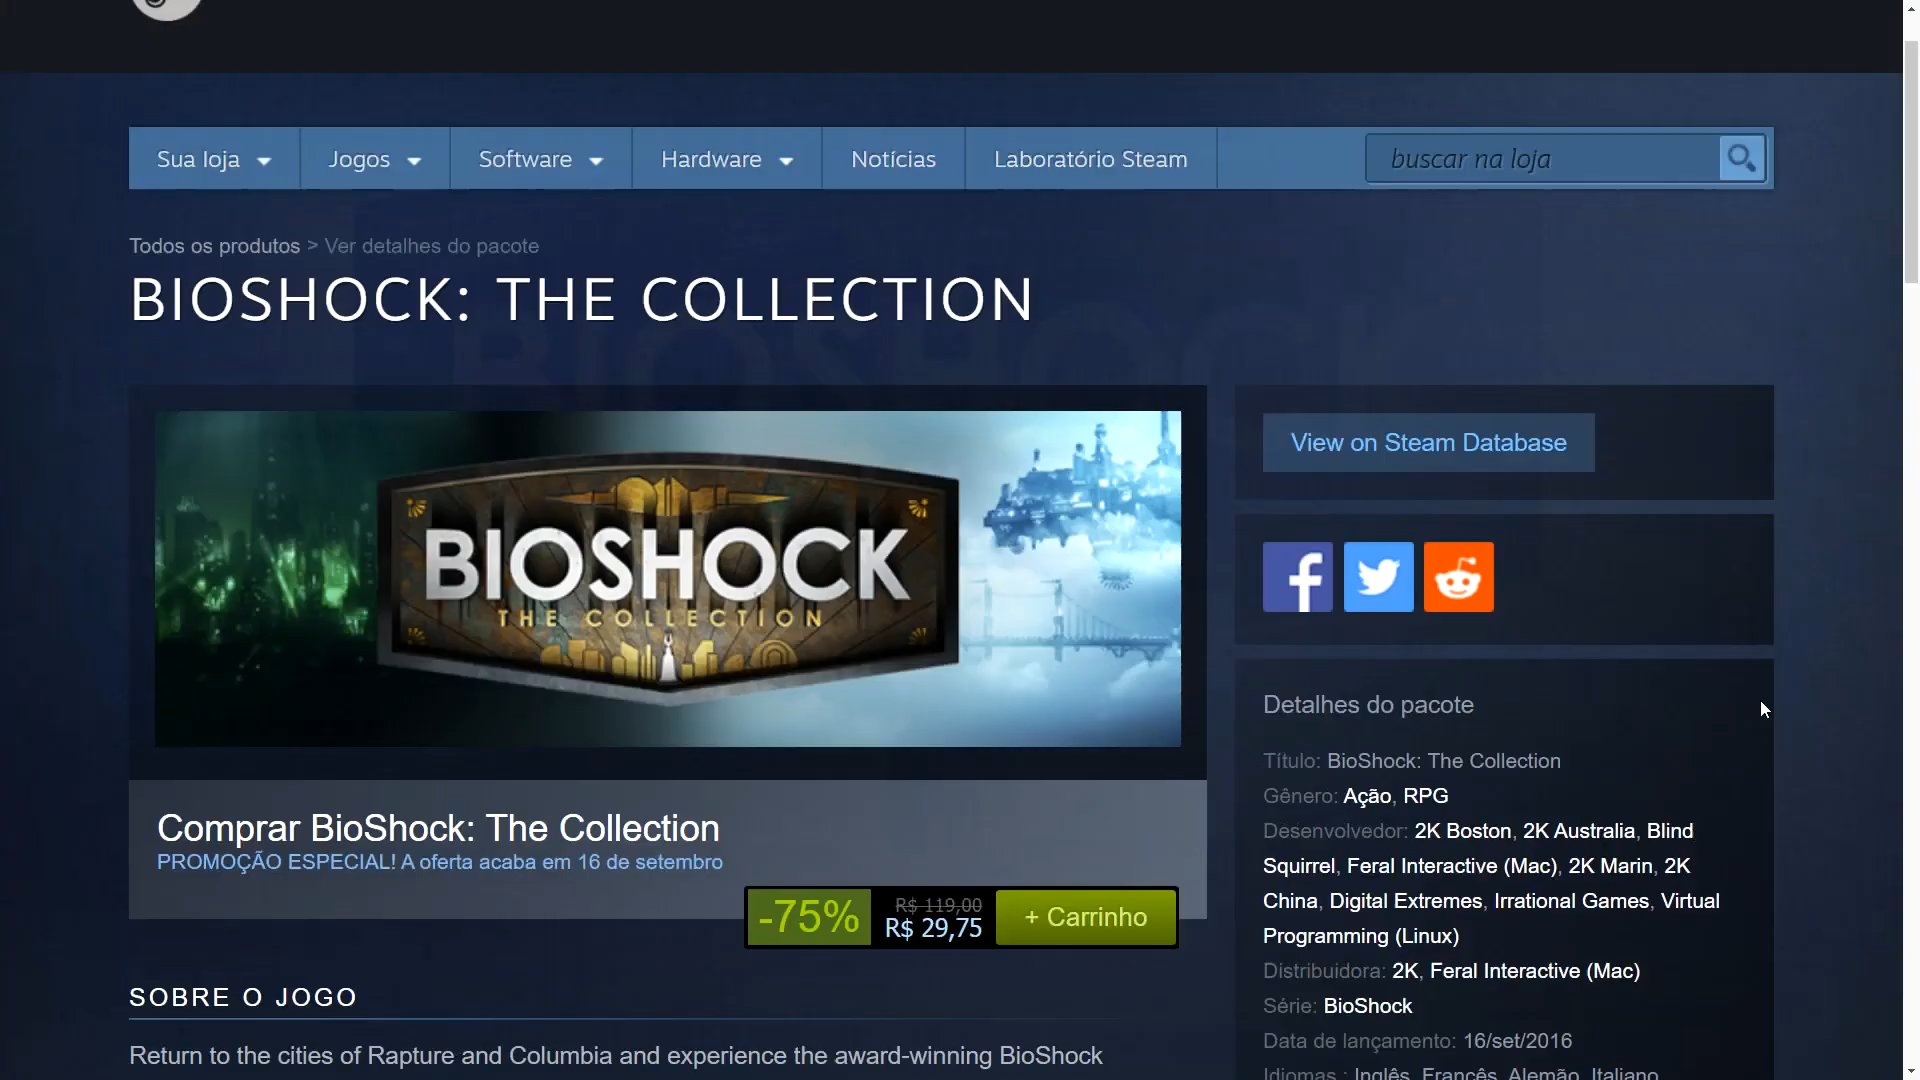 Sua loja
Jogos
Software
Hardware
Notícias
Laboratório Steam
buscar na loja
Todos os produtos > Ver detalhes do pacote
BIOSHOCK: THE COLLECTION
BIOSHOCK
THE COLLECTION
Comprar BioShock: The Collection
PROMOÇÃO ESPECIAL! A oferta acaba em 16 de setembro
-75%
R$ 119,00
R$ 29,75
+ Carrinho
SOBRE O JOGO
Return to the cities of Rapture and Columbia and experience the award-winning BioShock
View on Steam Database
Detalhes do pacote
Título: BioShock: The Collection
Gênero: Ação, RPG
Desenvolvedor: 2K Boston, 2K Australia, Blind
Squirrel, Feral Interactive (Mac), 2K Marin, 2K
China, Digital Extremes, Irrational Games, Virtual
Programming (Linux)
Distribuidora: 2K, Feral Interactive (Mac)
Série: BioShock
Data de lançamento: 16/set/2016
Idiomas : Inglês, Francês, Alemão, Italiano